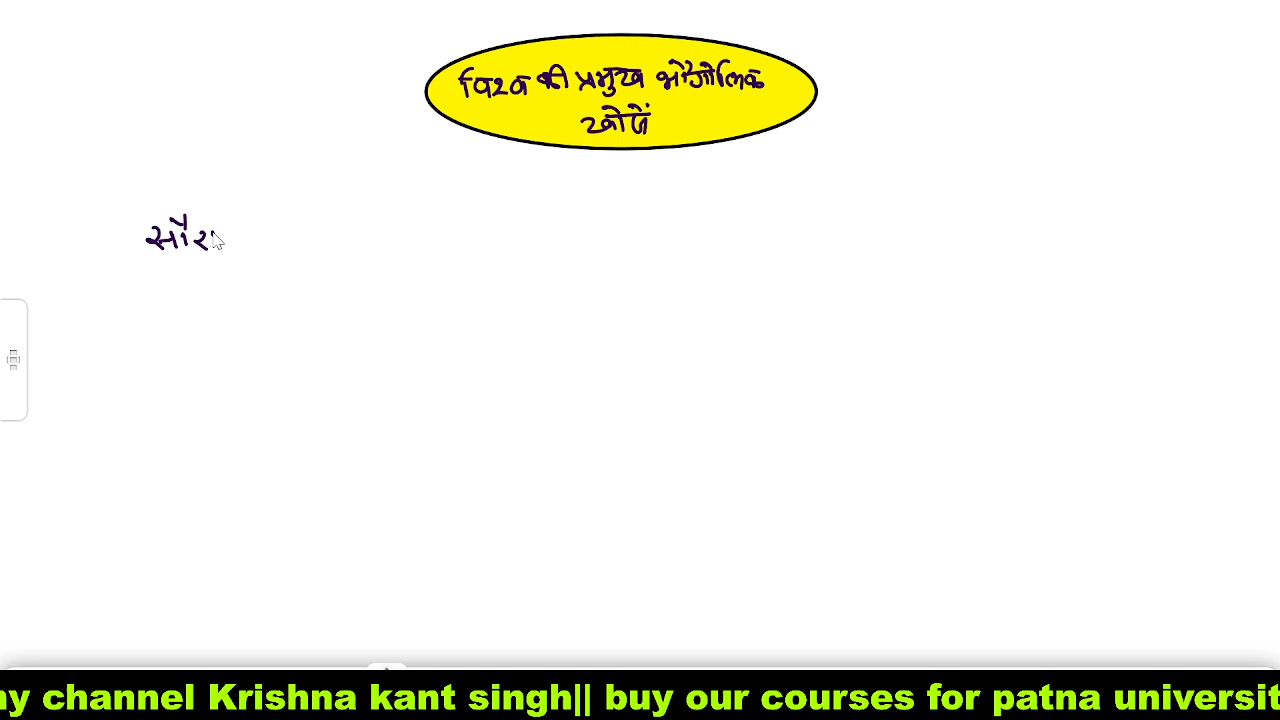 विश्व की प्रमुख भौगोलिक
खोजें
सौर
ny channel Krishna kant singh|| buy our courses for patna universit